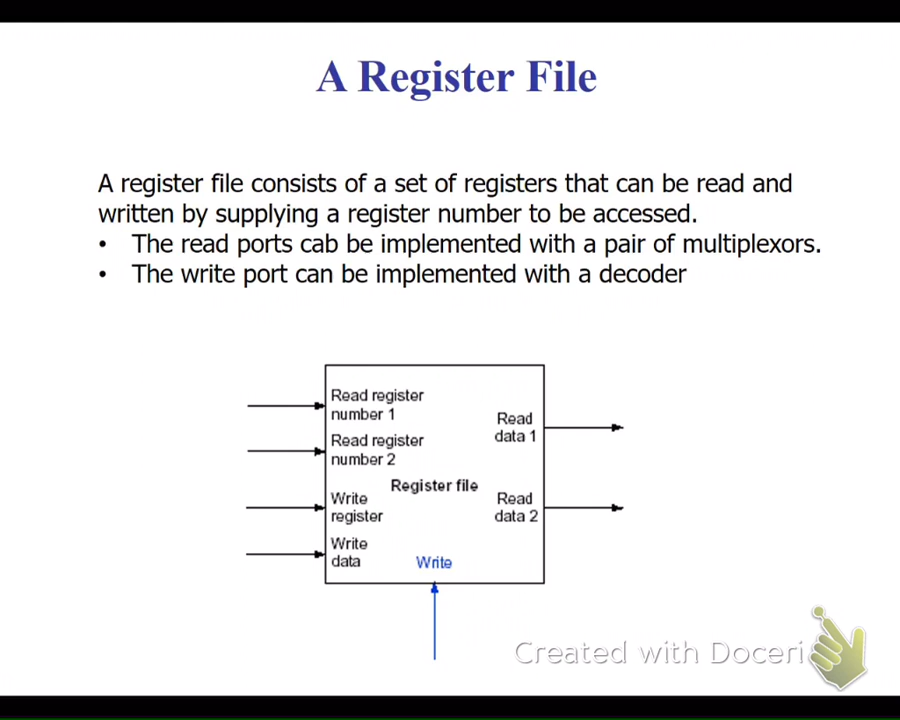 A Register File
A register file consists of a set of registers that can be read and
written by supplying a register number to be accessed.
• The read ports cab be implemented with a pair of multiplexors.
• The write port can be implemented with a decoder
Read register
number 1
Read
data 1
Read register
number 2
Register file
Write
register
Read
data 2
Write
data
Write
Created with Doceri